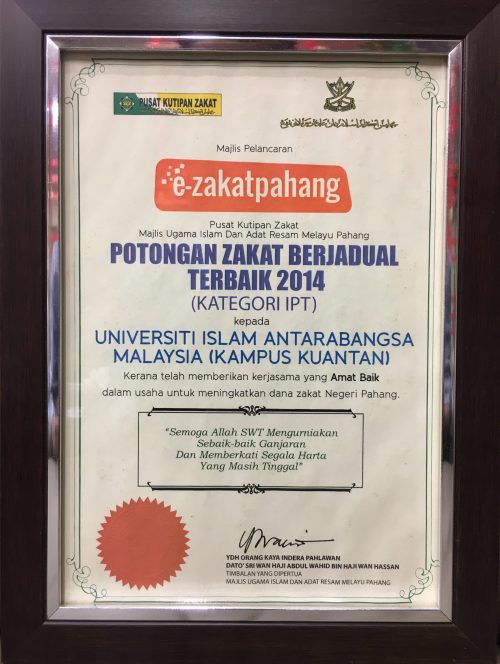 PUSAT KUTIPAN ZAKAT
Majlis Pelancaran
e-zakatpahang
Pusat Kutipan Zakat
Majlis Ugama Islam Dan Adat Resam Melayu Pahang
POTONGAN ZAKAT BERJADUAL
TERBAIK 2014
(KATEGORI IPT)
kepada
UNIVERSITI ISLAM ANTARABANGSA
MALAYSIA (KAMPUS KUANTAN)
Kerana telah memberikan kerjasama yang Amat Baik
dalam usaha untuk meningkatkan dana zakat Negeri Pahang.
"Semoga Allah SWT Mengurniakan
Sebaik-baik Ganjaran
Dan Memberkati Segala Harta
Yang Masih Tinggal"
YDH ORANG KAYA INDERA PAHLAWAN
DATO' SRI WAN HAJI ABDUL WAHID BIN HAJI WAN HASSAN
TIMBALAN YANG DIPERTUA
MAJLIS UGAMA ISLAM DAN ADAT RESAM MELAYU PAHANG